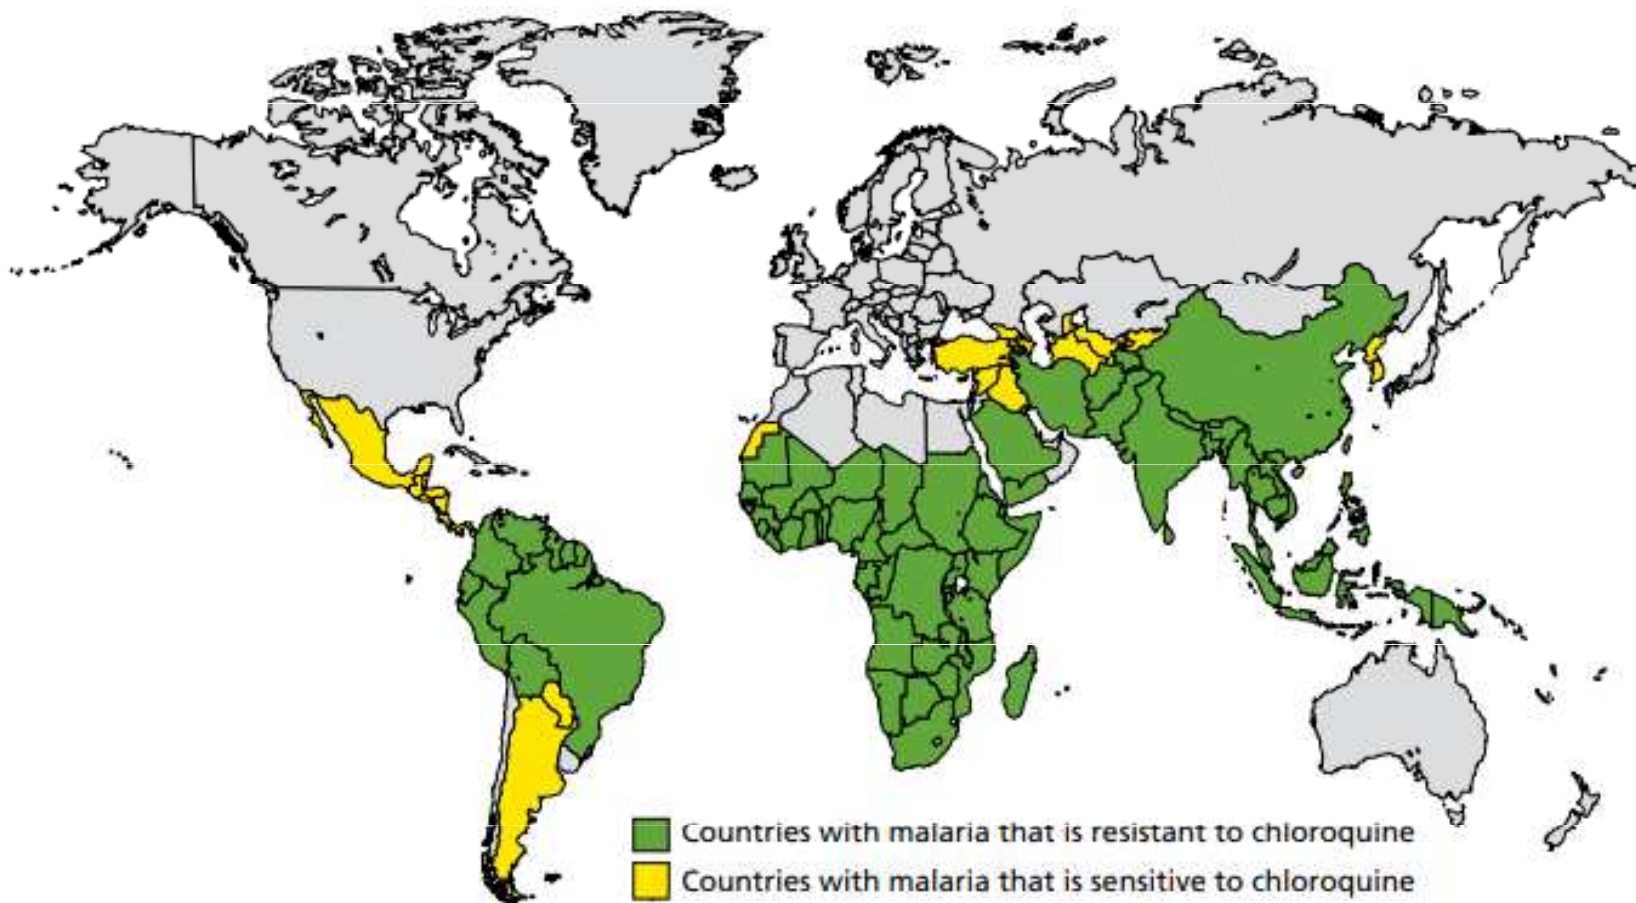 Countries with malaria that is resistant to chloroquine
Countries with malaria that is sensitive to chloroquine